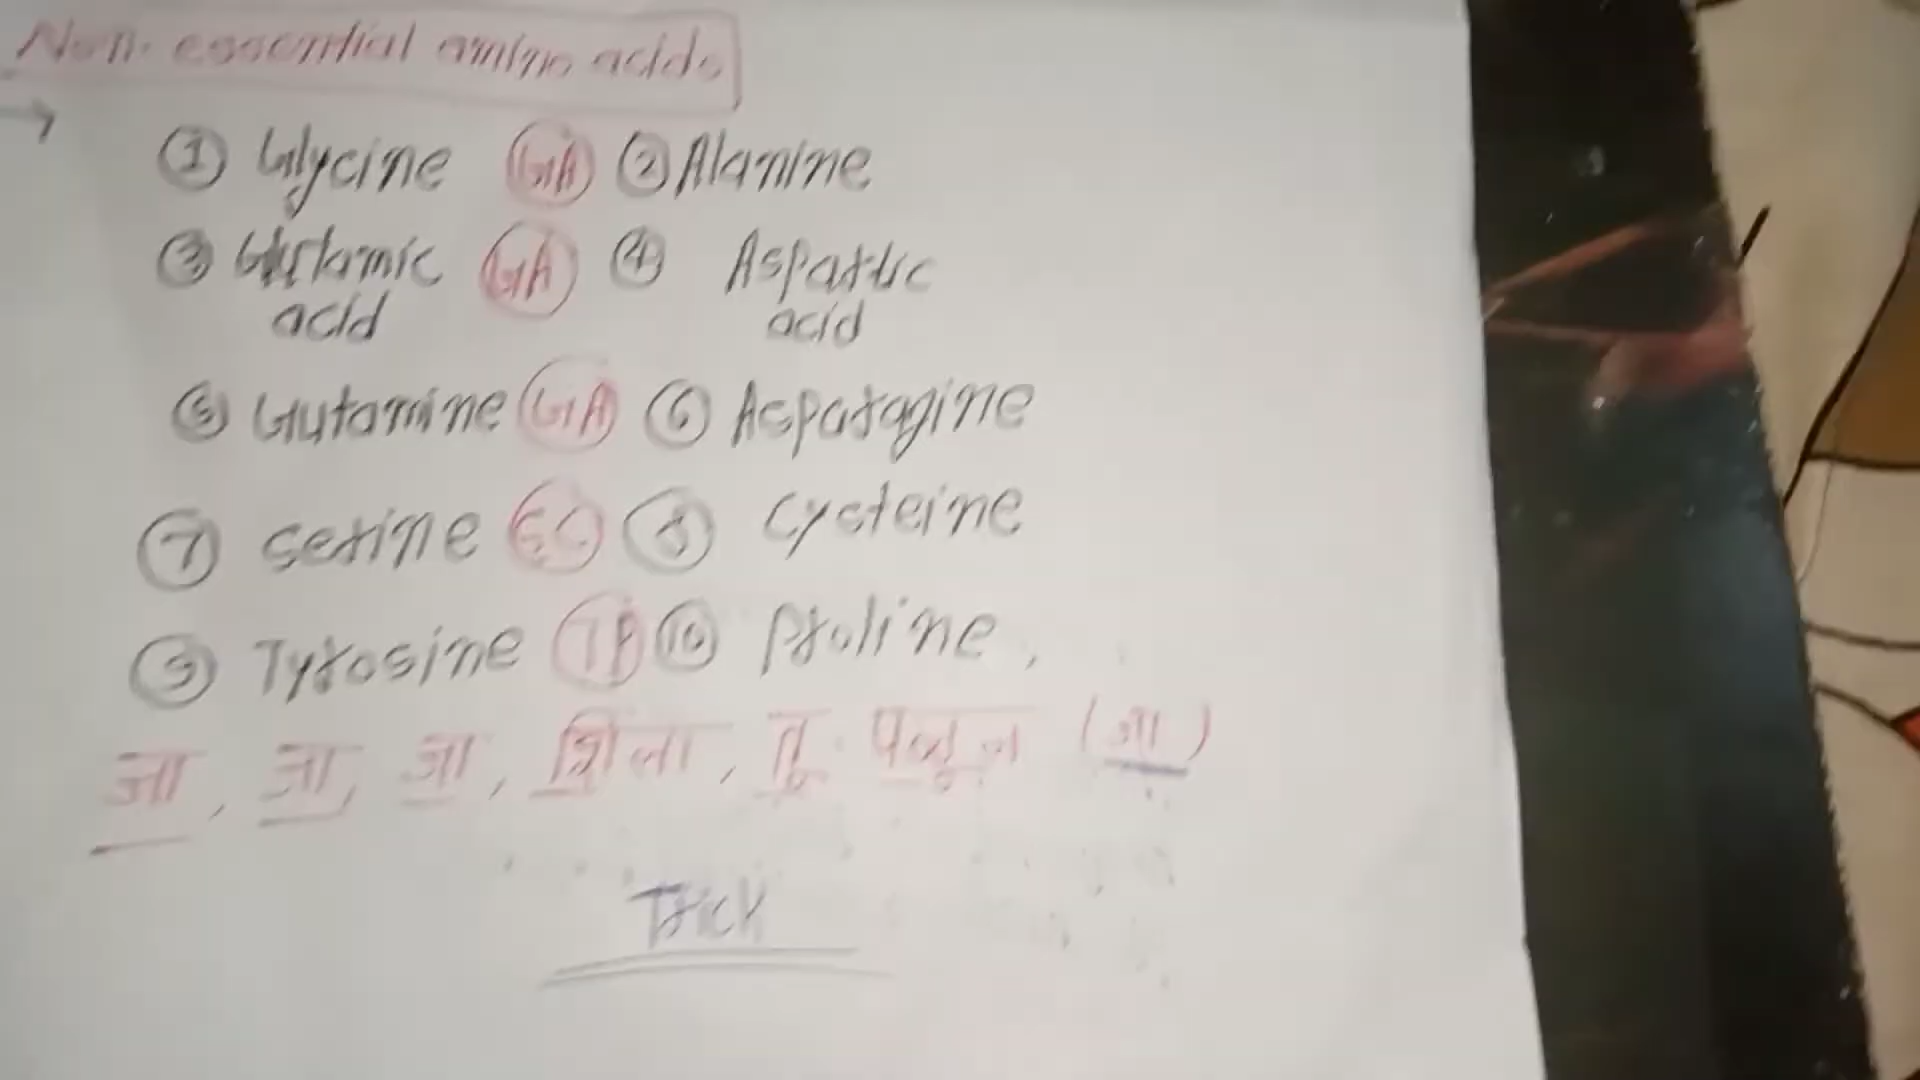 Non-essential amino acids
→
① Glycine GA ② Alanine
③ Glutamic acid GA ④ Aspartic acid
⑤ Glutamine GA ⑥ Asparagine
⑦ serine SC ⑧ cysteine
⑨ Tyrosine TP ⑩ Proline,
जा, जा, जा, शिला, तू (जा)
Trick